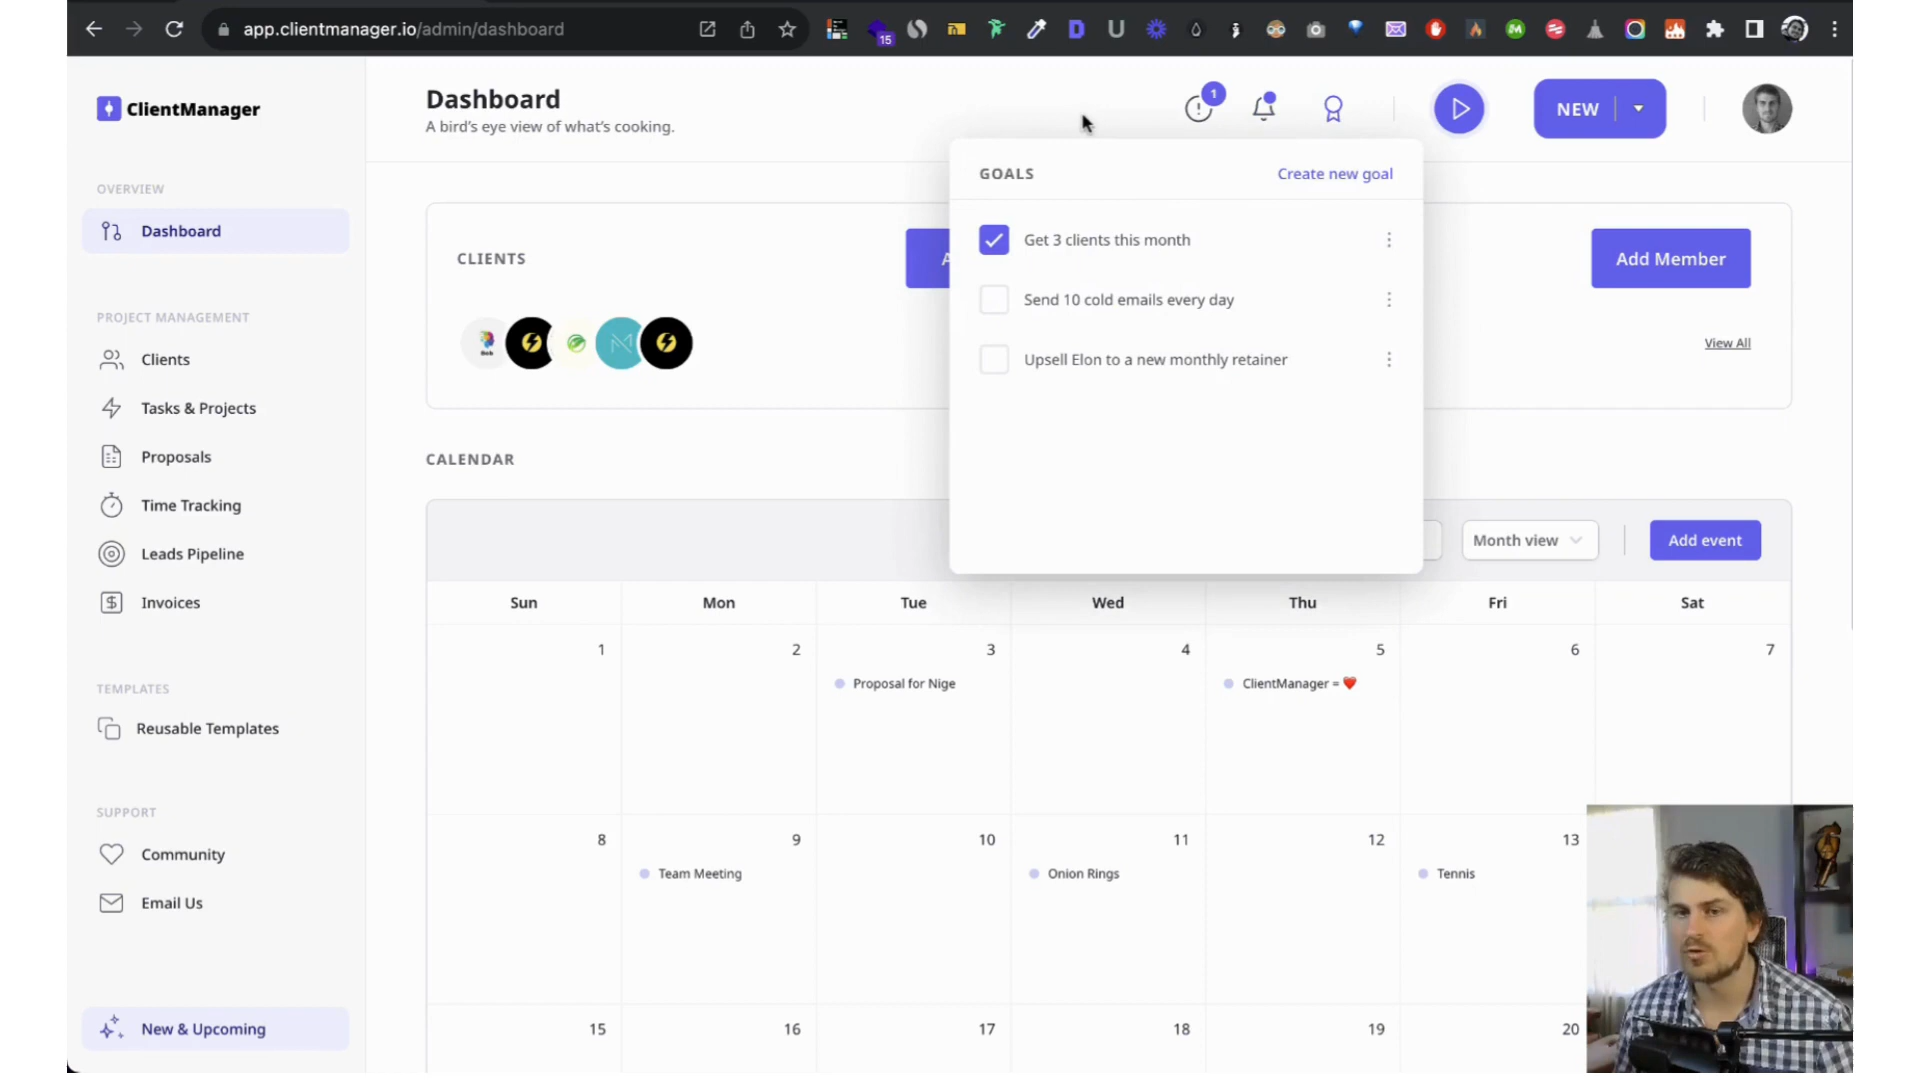 app.clientmanager.io/admin/dashboard
15
ClientManager
OVERVIEW
Dashboard
PROJECT MANAGEMENT
Clients
Tasks & Projects
Proposals
Time Tracking
Leads Pipeline
Invoices
TEMPLATES
Reusable Templates
SUPPORT
Community
Email Us
New & Upcoming
Dashboard
A bird's eye view of what's cooking.
1
NEW
GOALS
Create new goal
Get 3 clients this month
Send 10 cold emails every day
Upsell Elon to a new monthly retainer
CLIENTS
Add Member
View All
CALENDAR
Month view
Add event
Sun Mon Tue Wed Thu Fri Sat
1 2 3 4 5 6 7
Proposal for Nige
ClientManager = ❤️
8 9 10 11 12 13
Team Meeting
Onion Rings
Tennis
15 16 17 18 19 20